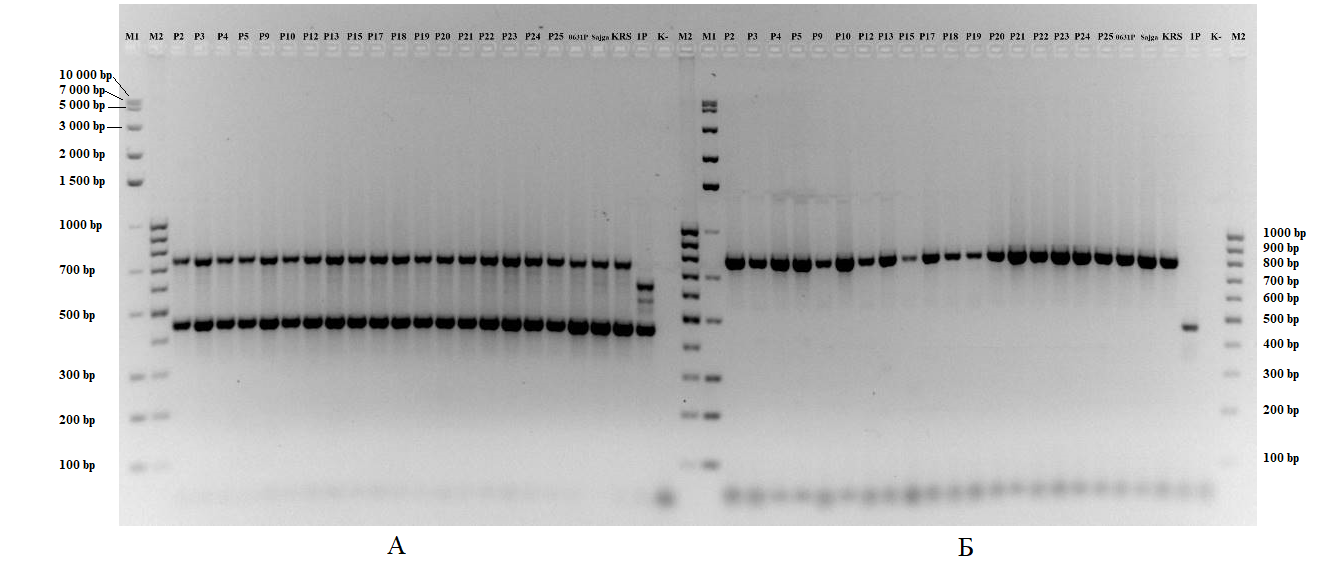 M1 M2 P2 P3 P4 P5 P9 P10 P12 P13 P15 P17 P18 P19 P20 P21 P22 P23 P24 P25 0631P Sajga KRS 1P K- M2 M1 P2 P3 P4 P5 P9 P10 P12 P13 P15 P17 P18 P19 P20 P21 P22 P23 P24 P25 0631P Sajga KRS 1P K- M2
10 000 bp
7 000 bp
5 000 bp
3 000 bp
2 000 bp
1 500 bp
1000 bp
700 bp
500 bp
300 bp
200 bp
100 bp
1000 bp
900 bp
800 bp
700 bp
600 bp
500 bp
400 bp
300 bp
200 bp
100 bp
А Б